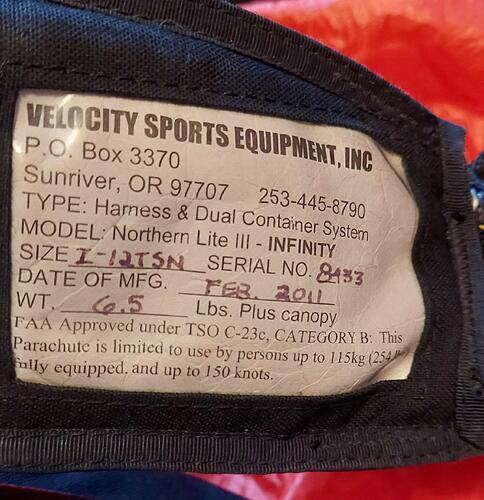 VELOCITY SPORTS EQUIPMENT, INC
P.O. Box 3370
Sunriver, OR 97707 253-445-8790
TYPE: Harness & Dual Container System
MODEL: Northern Lite III - INFINITY
SIZE I-12TSN SERIAL NO. 8433
DATE OF MFG. FEB. 2011
WT. 6.5 Lbs. Plus canopy
FAA Approved under TSO C-23c, CATEGORY B: This
Parachute is limited to use by persons up to 115kg (254
fully equipped, and up to 150 knots.